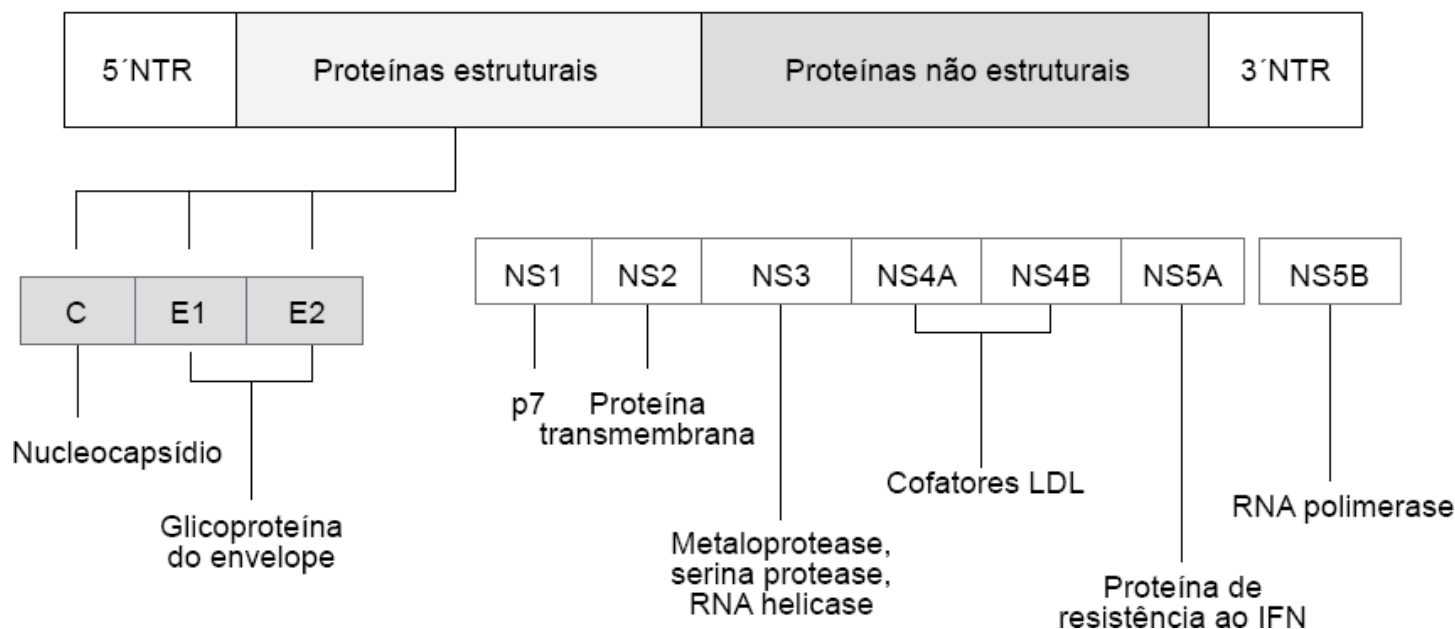 5´NTR
Proteínas estruturais
Proteínas não estruturais
3´NTR
C
E1
E2
NS1
NS2
NS3
NS4A
NS4B
NS5A
NS5B
Nucleocapsídio
Glicoproteína
do envelope
p7
Proteína
transmembrana
Metaloprotease,
serina protease,
RNA helicase
Cofatores LDL
Proteína de
resistência ao IFN
RNA polimerase